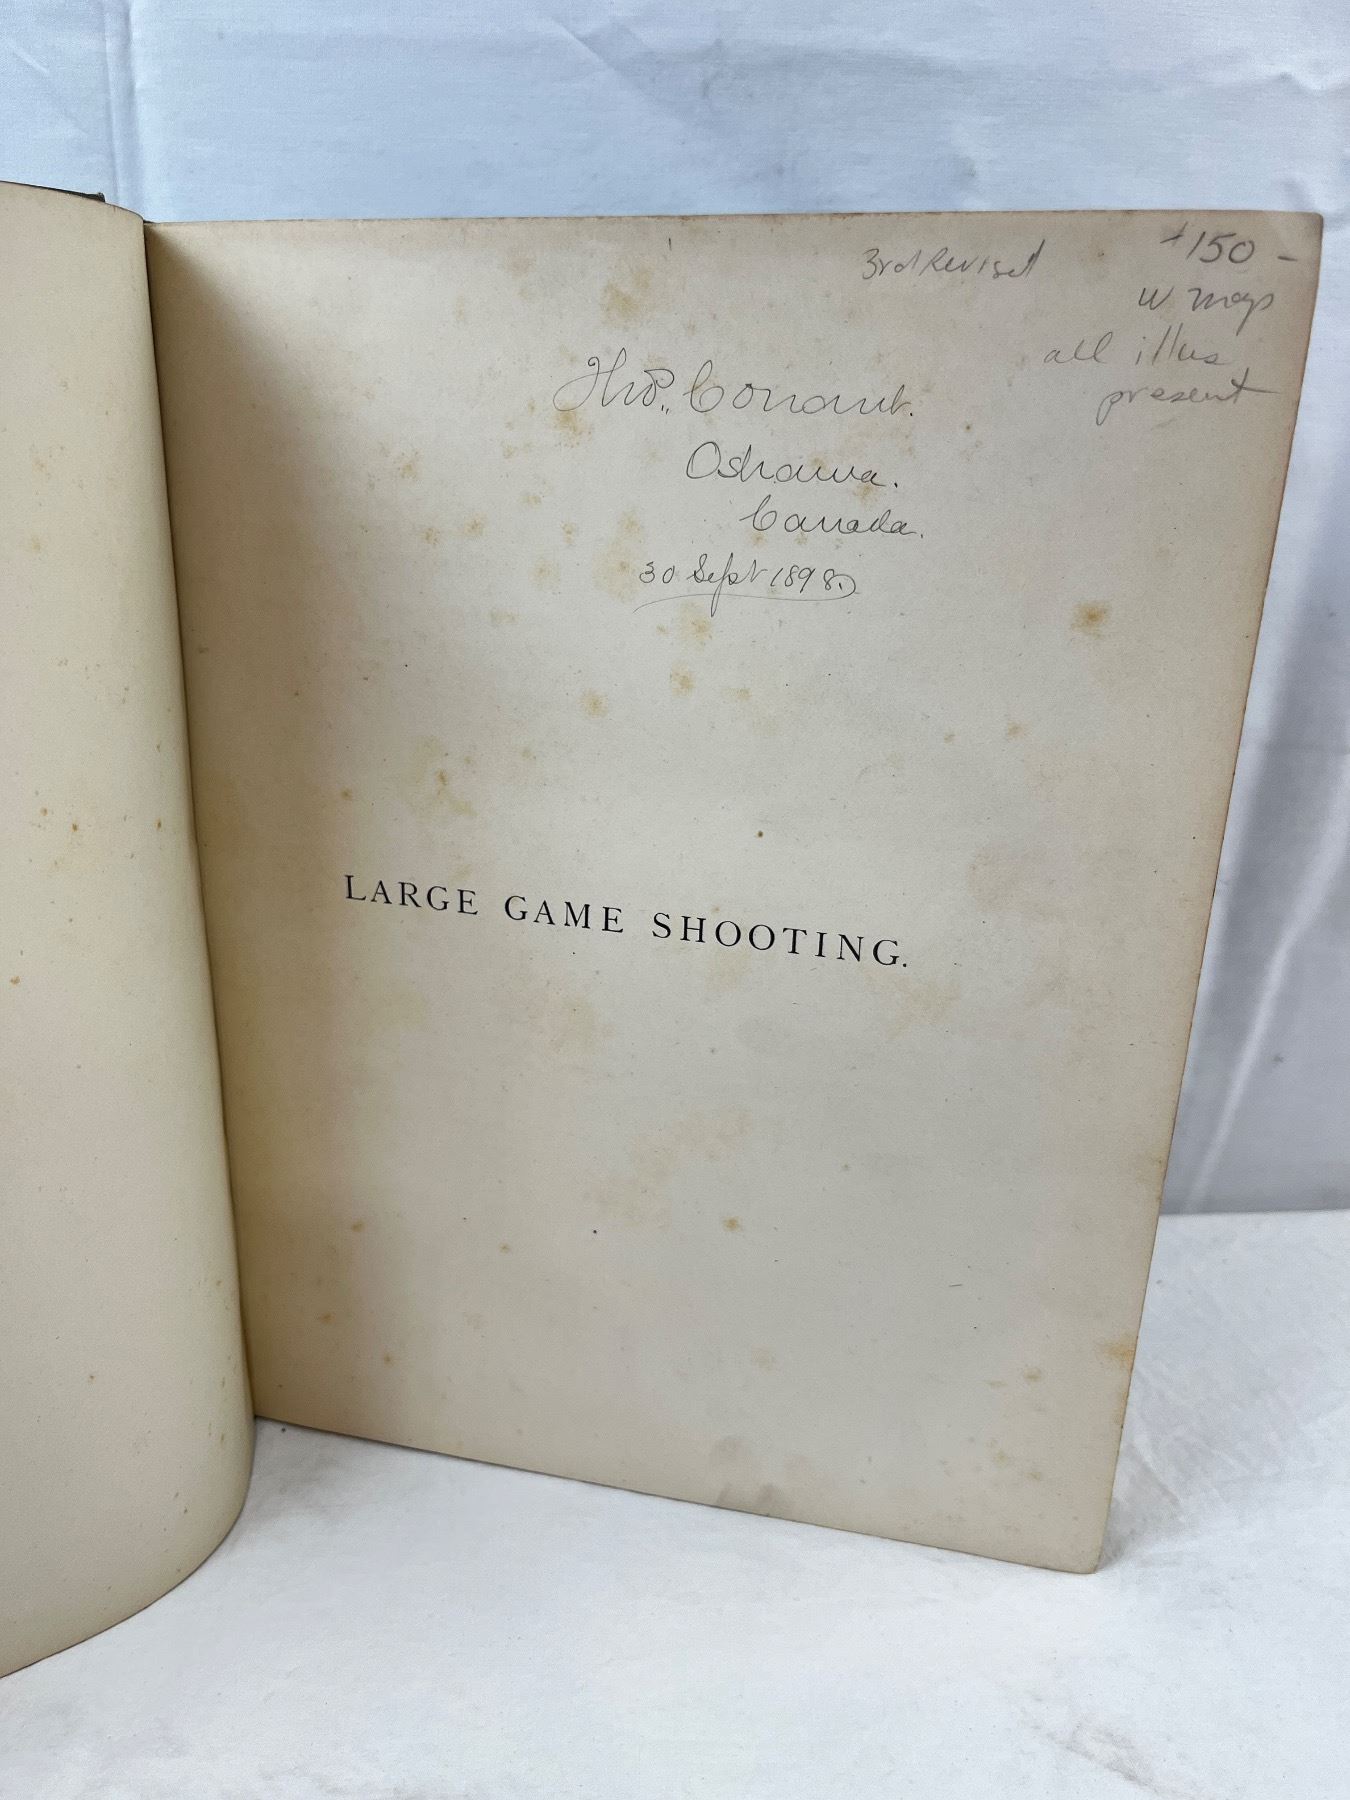 3rd Revised
$150 -
w maps
all illus
present
Thos. Conant.
Oshawa.
Canada.
30 Sept 1898.
LARGE GAME SHOOTING.